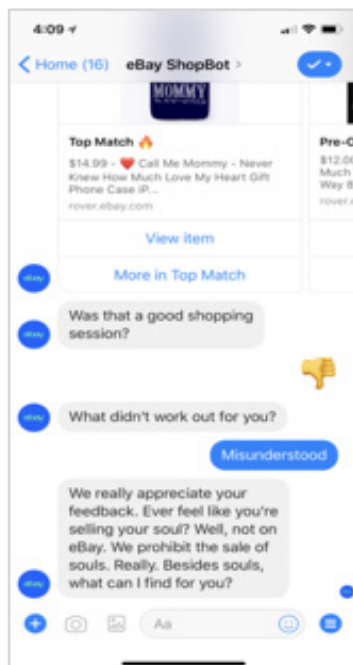 4:09
Home (16) eBay ShopBot >
MOMMY
Top Match 🔥
$14.99 - ❤️ Call Me Mommy - Never
Knew How Much Love My Heart Gift
Phone Case iP...
rover.ebay.com
View item
More in Top Match
Pre-O
$12.0
Much
Way B
rover.e
ebay
Was that a good shopping
session?
ebay
👎
What didn't work out for you?
ebay
Misunderstood
We really appreciate your
feedback. Ever feel like you're
selling your soul? Well, not on
eBay. We prohibit the sale of
souls. Really. Besides souls,
what can I find for you?
ebay
Aa